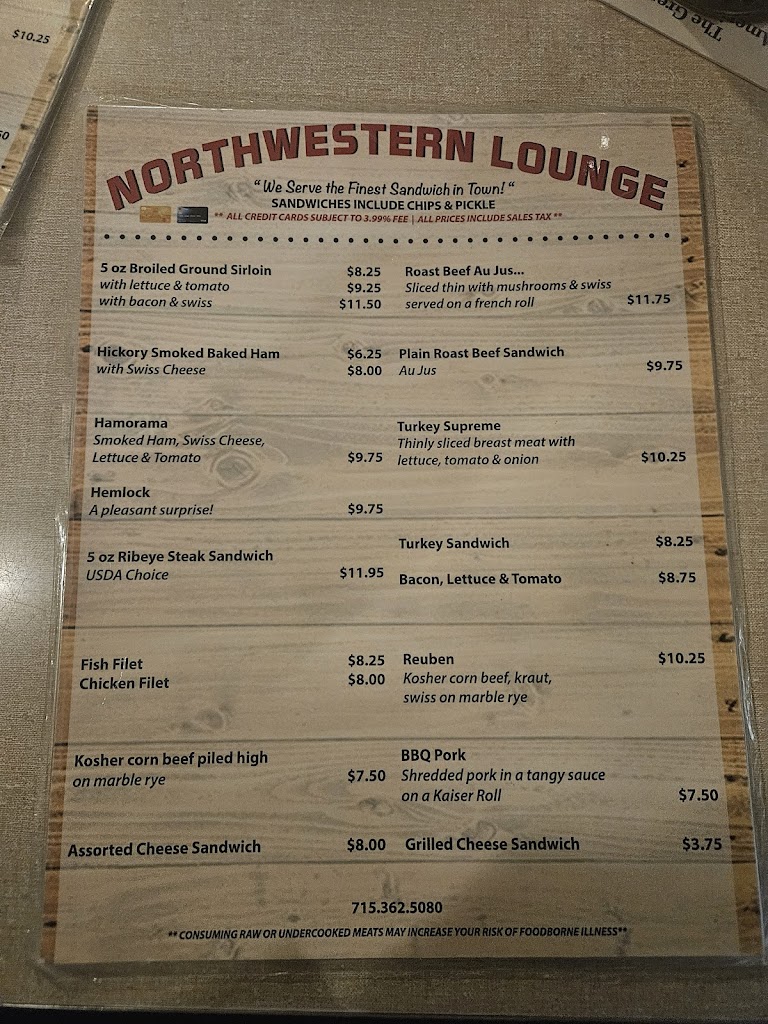 $10.25
50
The Gre
NORTHWESTERN LOUNGE
“ We Serve the Finest Sandwich in Town! “
SANDWICHES INCLUDE CHIPS & PICKLE
** ALL CREDIT CARDS SUBJECT TO 3.99% FEE | ALL PRICES INCLUDE SALES TAX **
5 oz Broiled Ground Sirloin $8.25
with lettuce & tomato $9.25
with bacon & swiss $11.50
Roast Beef Au Jus...
Sliced thin with mushrooms & swiss
served on a french roll $11.75
Hickory Smoked Baked Ham $6.25
with Swiss Cheese $8.00
Plain Roast Beef Sandwich
Au Jus $9.75
Hamorama
Smoked Ham, Swiss Cheese,
Lettuce & Tomato $9.75
Turkey Supreme
Thinly sliced breast meat with
lettuce, tomato & onion $10.25
Hemlock
A pleasant surprise! $9.75
5 oz Ribeye Steak Sandwich
USDA Choice $11.95
Turkey Sandwich $8.25
Bacon, Lettuce & Tomato $8.75
Fish Filet $8.25
Chicken Filet $8.00
Reuben $10.25
Kosher corn beef, kraut,
swiss on marble rye
Kosher corn beef piled high
on marble rye $7.50
BBQ Pork
Shredded pork in a tangy sauce
on a Kaiser Roll $7.50
Assorted Cheese Sandwich $8.00
Grilled Cheese Sandwich $3.75
715.362.5080
** CONSUMING RAW OR UNDERCOOKED MEATS MAY INCREASE YOUR RISK OF FOODBORNE ILLNESS**